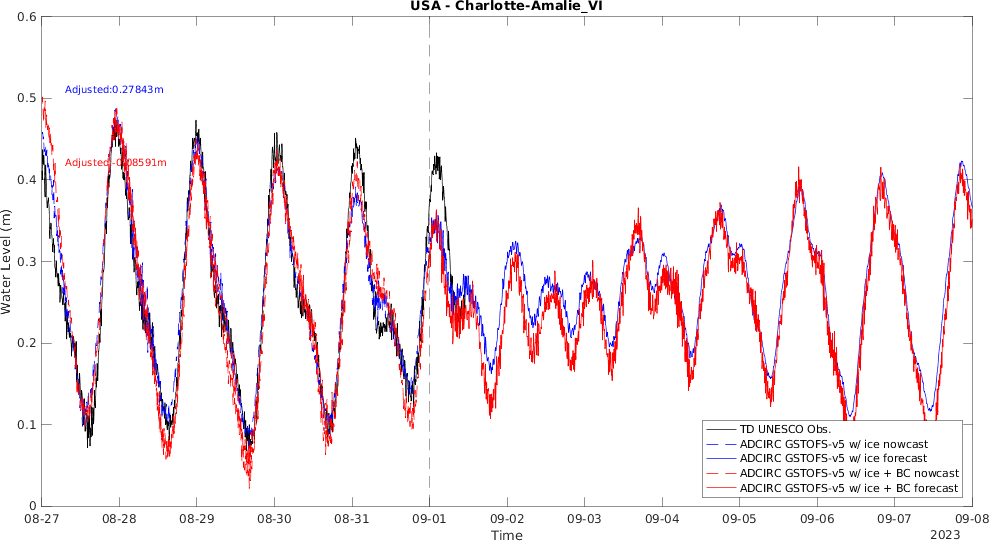 USA - Charlotte-Amalie_VI
Water Level (m)
0.6
0.5
0.4
0.3
0.2
0.1
0
Adjusted:0.27843m
Adjusted:-0.08591m
TD UNESCO Obs.
ADCIRC GSTOFS-v5 w/ ice nowcast
ADCIRC GSTOFS-v5 w/ ice forecast
ADCIRC GSTOFS-v5 w/ ice + BC nowcast
ADCIRC GSTOFS-v5 w/ ice + BC forecast
08-27 08-28 08-29 08-30 08-31 09-01 09-02 09-03 09-04 09-05 09-06 09-07 09-08
Time
2023